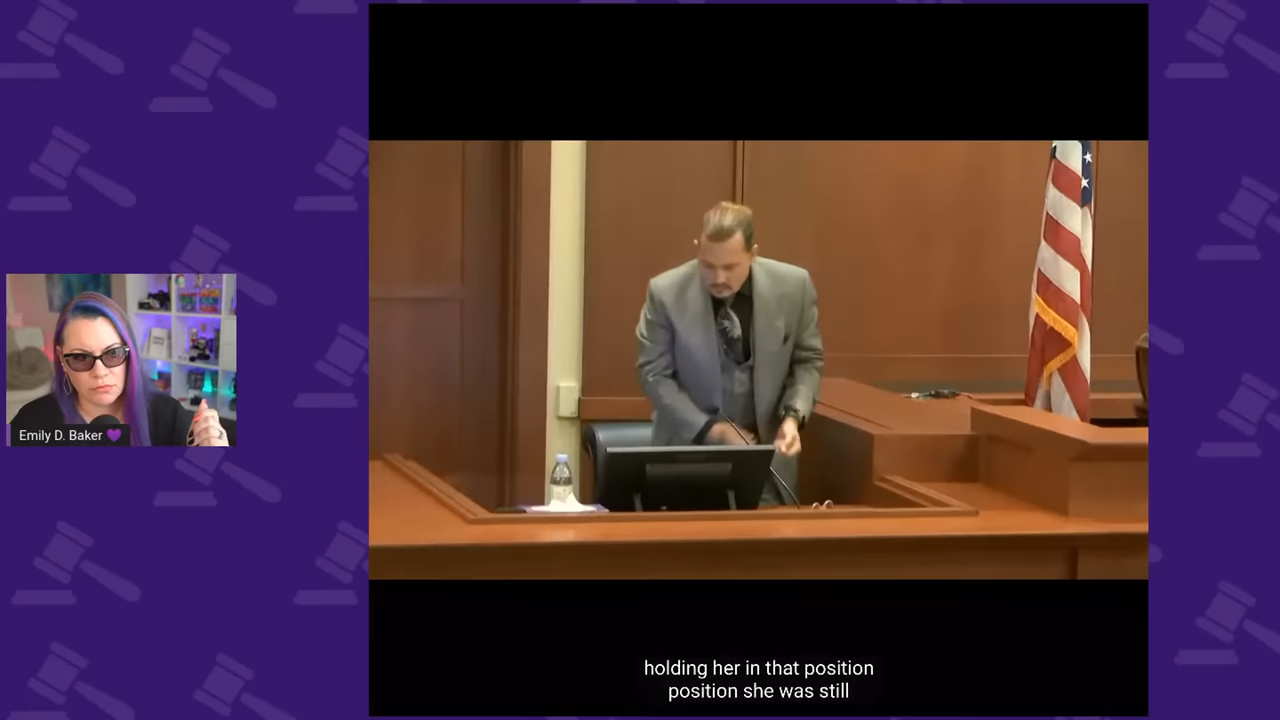 Emily D. Baker 💜
holding her in that position
position she was still